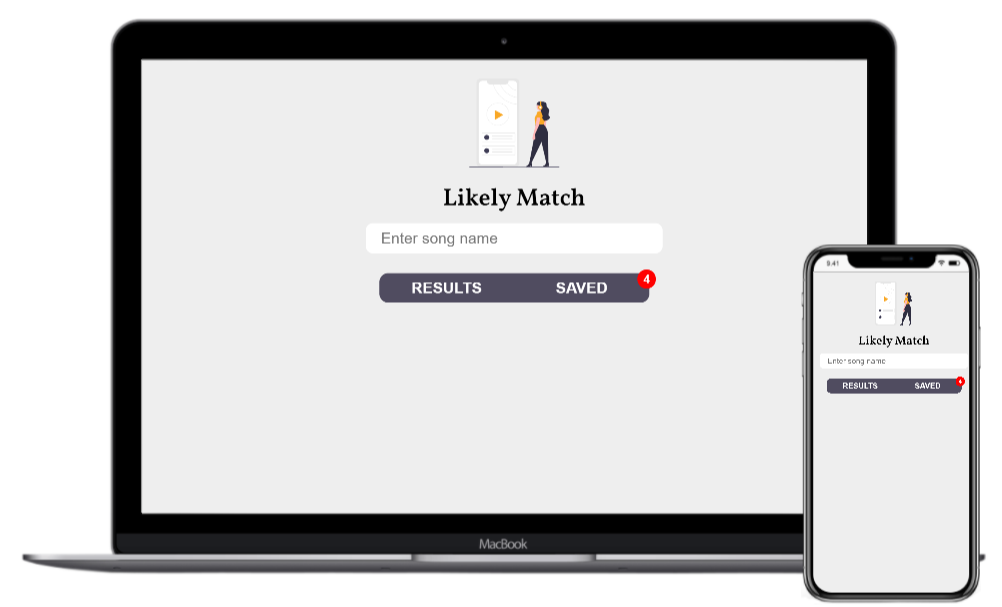 Likely Match
Enter song name
RESULTS SAVED 4
MacBook
9:41
Likely Match
Enter song name
RESULTS SAVED 4